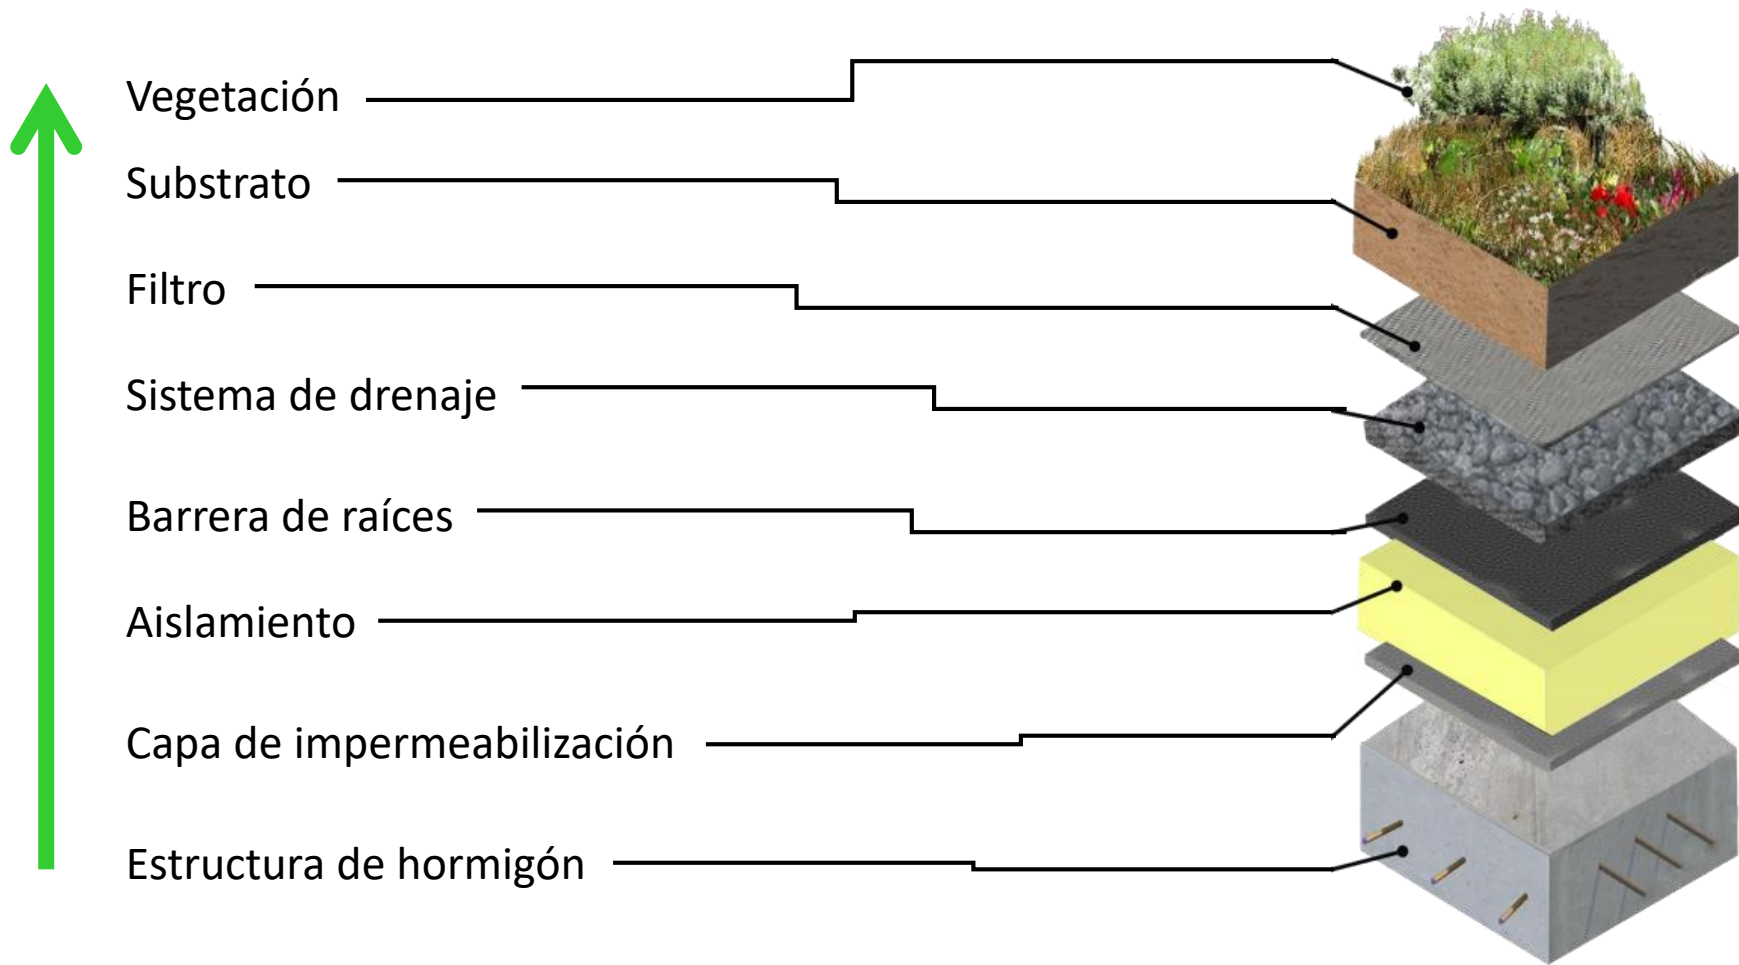 Vegetación
Substrato
Filtro
Sistema de drenaje
Barrera de raíces
Aislamiento
Capa de impermeabilización
Estructura de hormigón